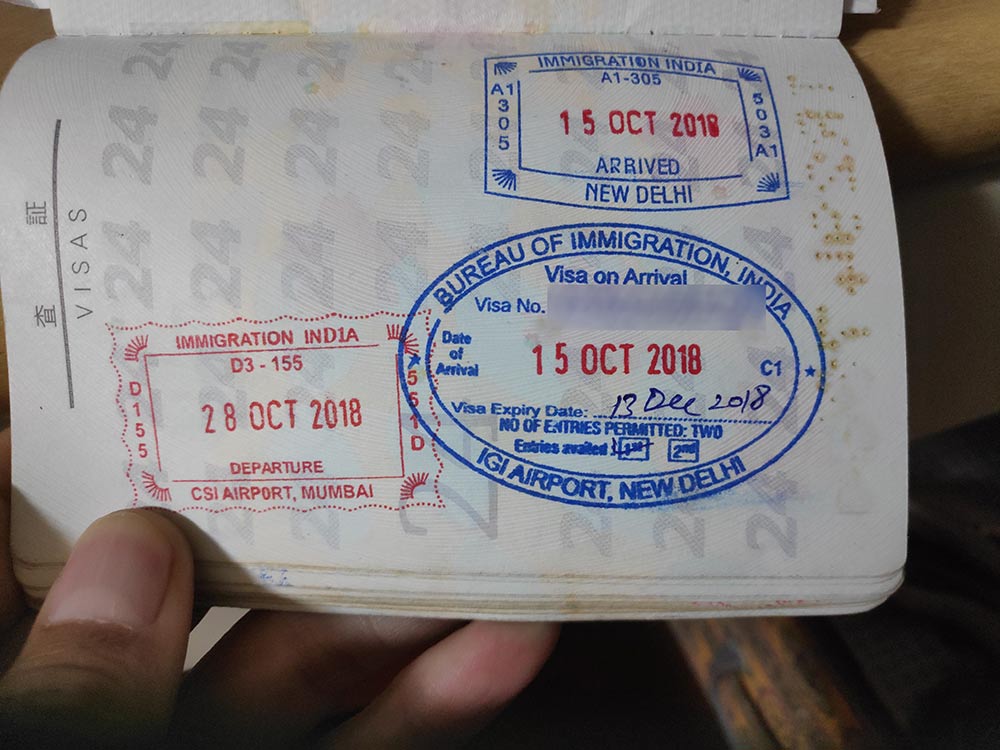 査証
VISAS
24
IMMIGRATION INDIA
A1-305
A1 305
503 A1
15 OCT 2018
ARRIVED
NEW DELHI
BUREAU OF IMMIGRATION, INDIA
Visa on Arrival
Visa No.
Date
of
Arrival
15 OCT 2018
C1
Visa Expiry Date: 13 Dec 2018
NO OF ENTRIES PERMITTED: TWO
Entries availed 1st 2nd
IGI AIRPORT, NEW DELHI
IMMIGRATION INDIA
D3 - 155
D155
551D
28 OCT 2018
DEPARTURE
CSI AIRPORT, MUMBAI